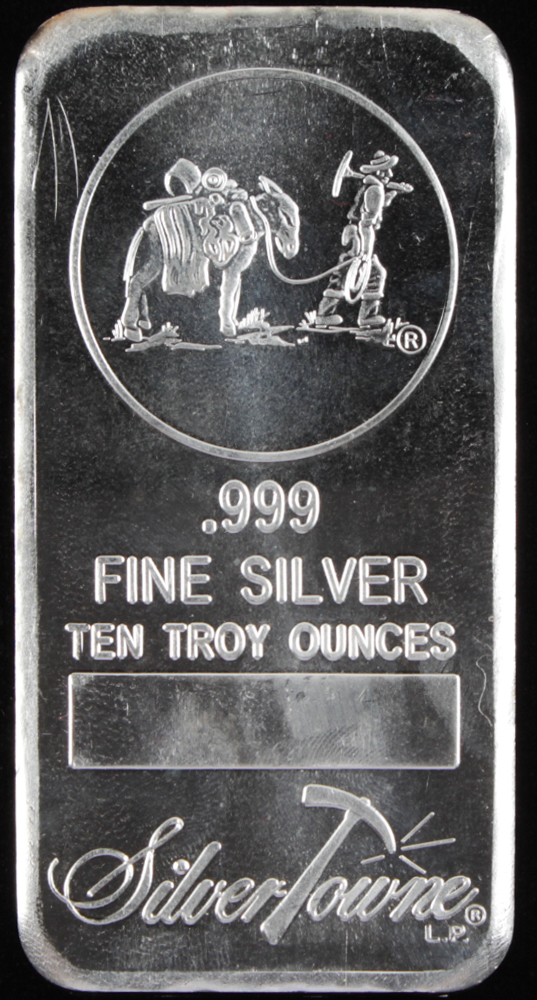 ®
.999
FINE SILVER
TEN TROY OUNCES
SilverTowne®
L.P.